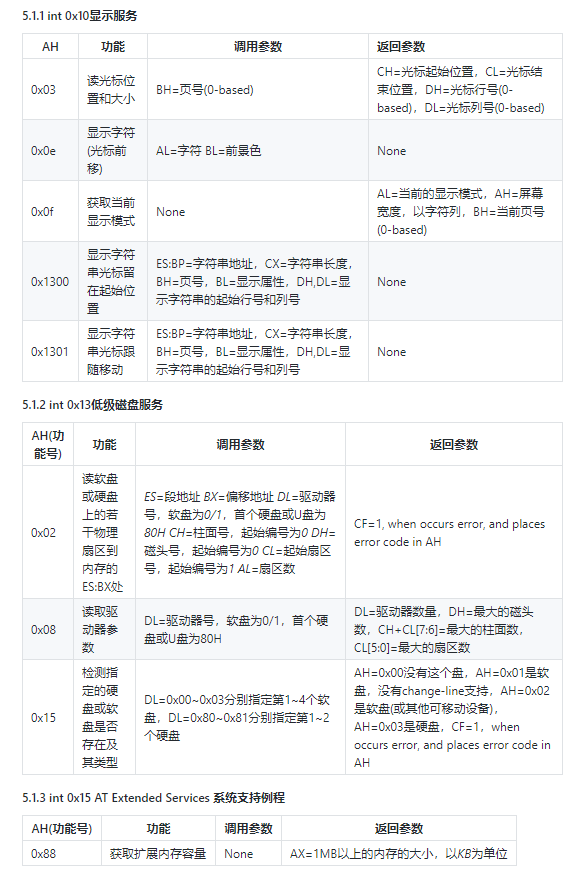 5.1.1 int 0x10显示服务
AH 功能 调用参数 返回参数
0x03
读光标位
置和大小
BH=页号(0-based)
CH=光标起始位置，CL=光标结
束位置，DH=光标行号(0-
based)，DL=光标列号(0-based)
0x0e
显示字符
(光标前
移)
AL=字符 BL=前景色
None
0x0f
获取当前
显示模式
None
AL=当前的显示模式，AH=屏幕
宽度，以字符列，BH=当前页号
(0-based)
0x1300
显示字符
串光标留
在起始位
置
ES:BP=字符串地址，CX=字符串长度，
BH=页号，BL=显示属性，DH,DL=显
示字符串的起始行号和列号
None
0x1301
显示字符
串光标跟
随移动
ES:BP=字符串地址，CX=字符串长度，
BH=页号，BL=显示属性，DH,DL=显
示字符串的起始行号和列号
None
5.1.2 int 0x13低级磁盘服务
AH(功
能号)
功能 调用参数 返回参数
0x02
读软盘
或硬盘
上的若
干物理
扇区到
内存的
ES:BX处
ES=段地址 BX=偏移地址 DL=驱动器
号，软盘为0/1，首个硬盘或U盘为
80H CH=柱面号，起始编号为0 DH=
磁头号，起始编号为0 CL=起始扇区
号，起始编号为1 AL=扇区数
CF=1, when occurs error, and places
error code in AH
0x08
读取驱
动器参
数
DL=驱动器号，软盘为0/1，首个硬
盘或U盘为80H
DL=驱动器数量，DH=最大的磁头
数，CH+CL[7:6]=最大的柱面数，
CL[5:0]=最大的扇区数
0x15
检测指
定的硬
盘或软
盘是否
存在及
其类型
DL=0x00~0x03分别指定第1~4个软
盘，DL=0x80~0x81分别指定第1~2
个硬盘
AH=0x00没有这个盘，AH=0x01是软
盘，没有change-line支持，AH=0x02
是软盘(或其他可移动设备)，
AH=0x03是硬盘，CF=1，when
occurs error, and places error code in
AH
5.1.3 int 0x15 AT Extended Services 系统支持例程
AH(功能号) 功能 调用参数 返回参数
0x88 获取扩展内存容量 None AX=1MB以上的内存的大小，以KB为单位